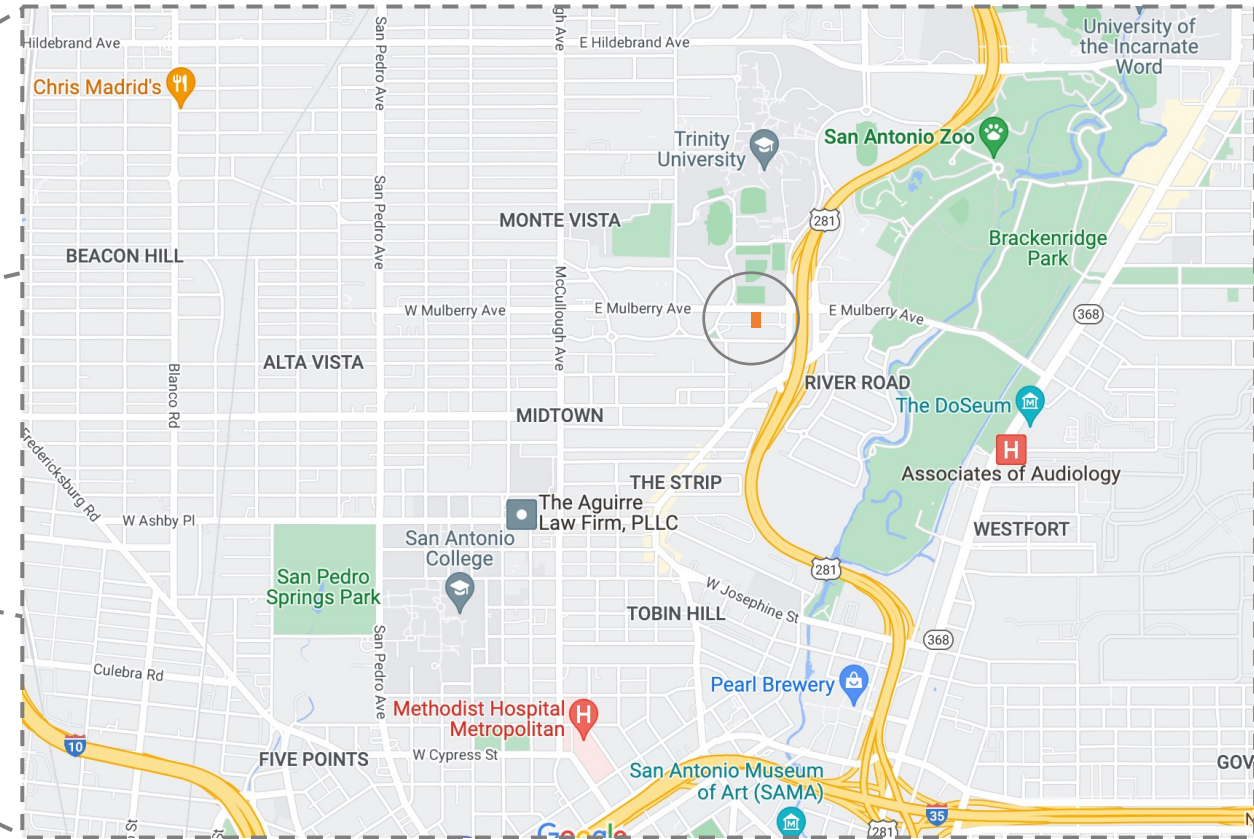 University of
the Incarnate
Word
Hildebrand Ave
E Hildebrand Ave
San Pedro Ave
gh Ave
Chris Madrid's
San Antonio Zoo
Trinity
University
San Pedro Ave
281
MONTE VISTA
BEACON HILL
Brackenridge
Park
McCullough Ave
W Mulberry Ave
E Mulberry Ave
E Mulberry Ave
368
ALTA VISTA
Blanco Rd
RIVER ROAD
The DoSeum
MIDTOWN
Fredericksburg Rd
H
Associates of Audiology
THE STRIP
The Aguirre
Law Firm, PLLC
W Ashby Pl
WESTFORT
San Antonio
College
281
San Pedro
Springs Park
W Josephine St
TOBIN HILL
San Pedro Ave
368
Culebra Rd
Pearl Brewery
Methodist Hospital
Metropolitan
H
10
FIVE POINTS
W Cypress St
GOV
San Antonio Museum
of Art (SAMA)
35
N
St
St
281
Google